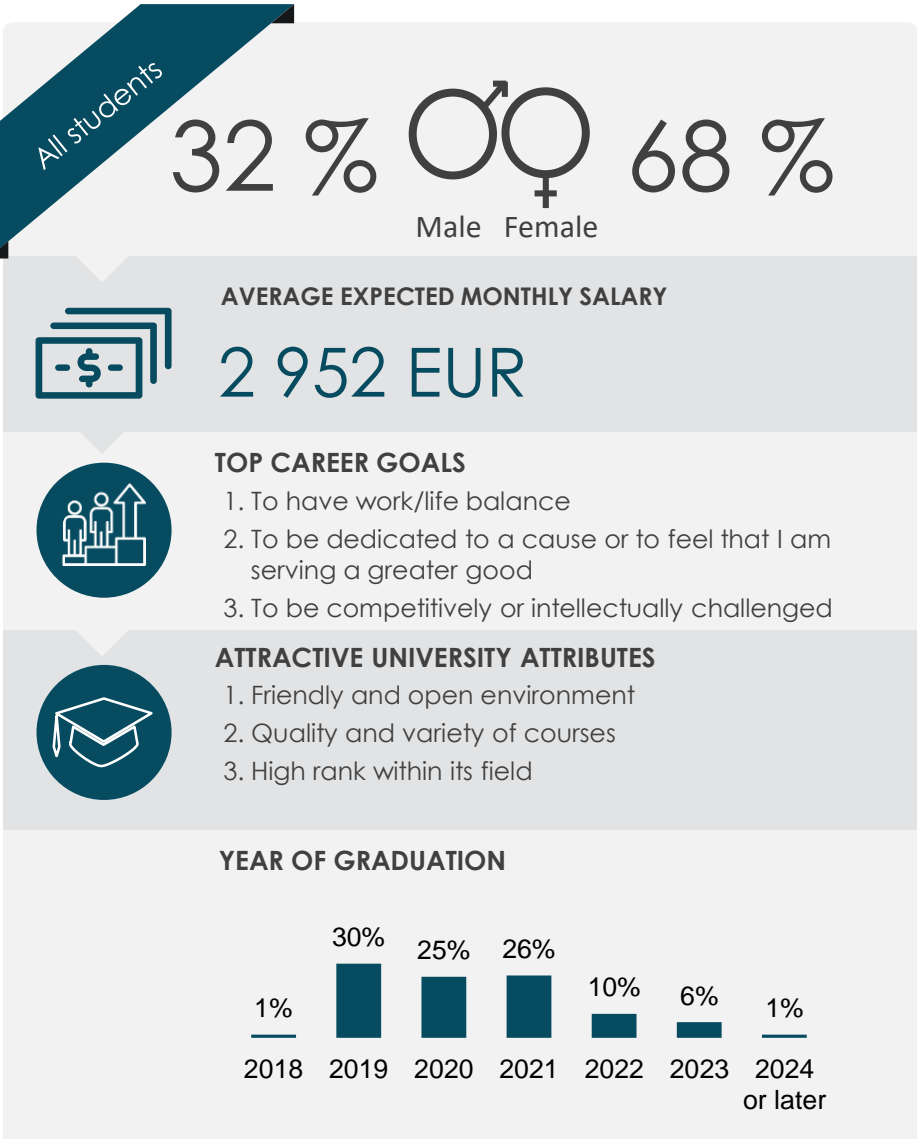 All students
32 % 68 %
Male Female
AVERAGE EXPECTED MONTHLY SALARY
-$-
2 952 EUR
TOP CAREER GOALS
1. To have work/life balance
2. To be dedicated to a cause or to feel that I am
serving a greater good
3. To be competitively or intellectually challenged
ATTRACTIVE UNIVERSITY ATTRIBUTES
1. Friendly and open environment
2. Quality and variety of courses
3. High rank within its field
YEAR OF GRADUATION
1% 30% 25% 26% 10% 6% 1%
2018 2019 2020 2021 2022 2023 2024
or later